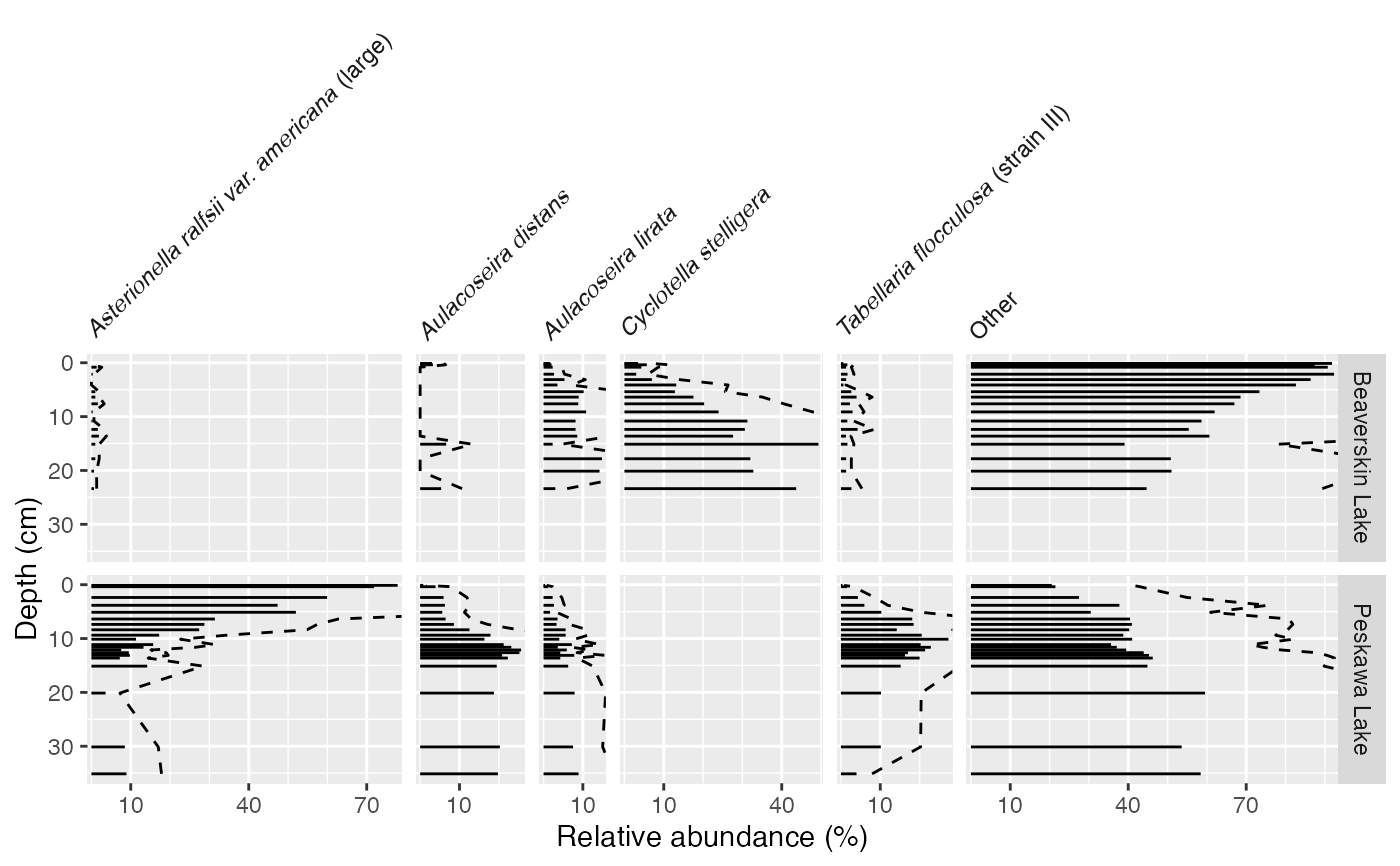 Asterionella ralfsii var. americana (large)
Aulacoseira distans
Aulacoseira lirata
Cyclotella stelligera
Tabellaria flocculosa (strain III)
Other
Depth (cm)
0
10
20
30
Beaverskin Lake
0
10
20
30
Peskawa Lake
10 40 70 10 10 10 40 10 10 40 70
Relative abundance (%)